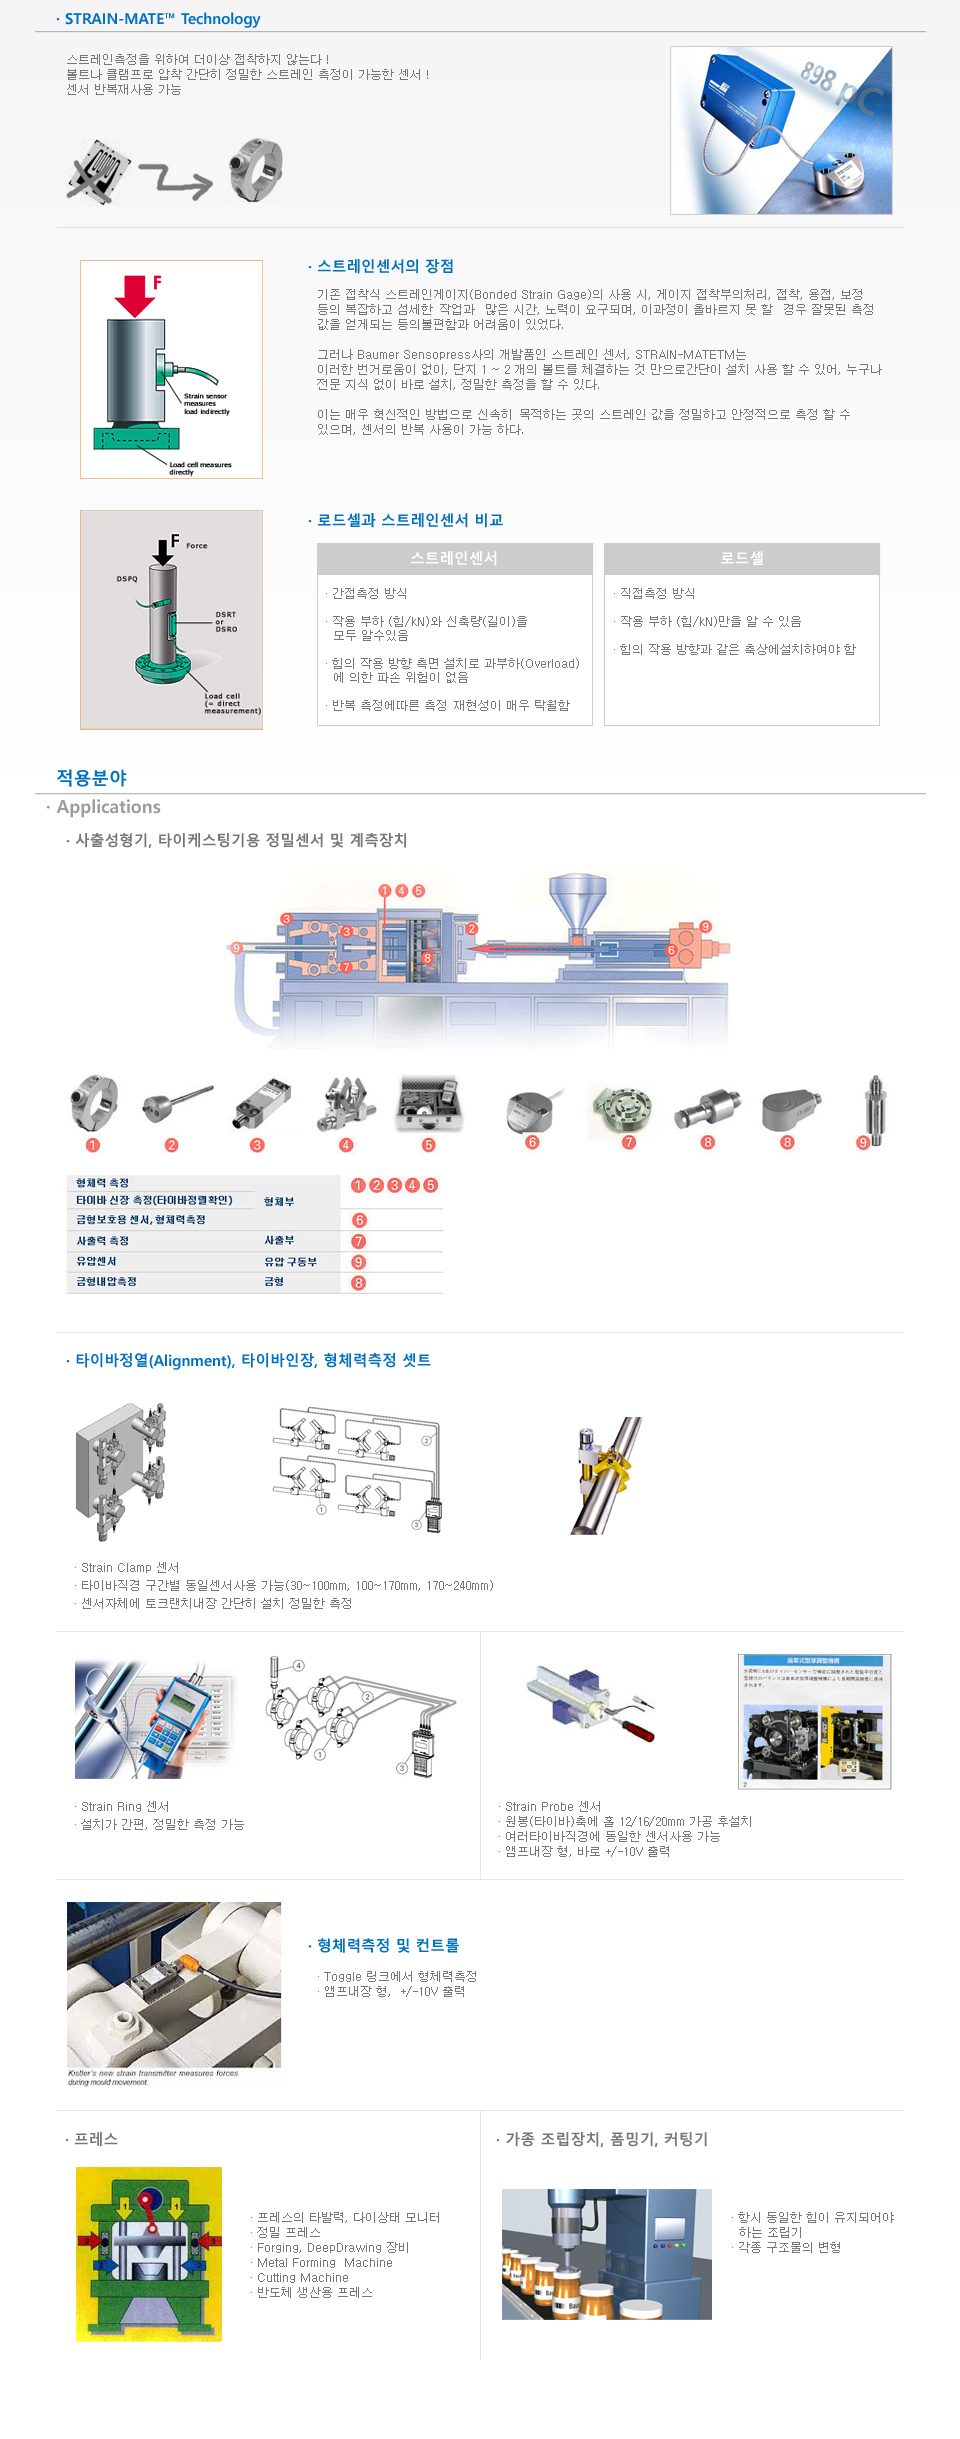 · STRAIN-MATE™ Technology
스트레인측정을 위하여 더이상 접착하지 않는다 !
볼트나 클램프로 압착 간단히 정밀한 스트레인 측정이 가능한 센서 !
센서 반복재사용 가능
898 pC
· 스트레인센서의 장점
기존 접착식 스트레인게이지(Bonded Strain Gage)의 사용 시, 게이지 접착부의처리, 접착, 용접, 보정
등의 복잡하고 섬세한 작업과 많은 시간, 노력이 요구되며, 이과정이 올바르지 못 할 경우 잘못된 측정
값을 얻게되는 등의불편함과 어려움이 있었다.
그러나 Baumer Sensopress사의 개발품인 스트레인 센서, STRAIN-MATETM는
이러한 번거로움이 없이, 단지 1 ~ 2 개의 볼트를 체결하는 것 만으로간단이 설치 사용 할 수 있어, 누구나
전문 지식 없이 바로 설치, 정밀한 측정을 할 수 있다.
이는 매우 혁신적인 방법으로 신속히 목적하는 곳의 스트레인 값을 정밀하고 안정적으로 측정 할 수
있으며, 센서의 반복 사용이 가능 하다.
F
Strain sensor
measures
load indirectly
Load cell measures
directly
· 로드셀과 스트레인센서 비교
F Force
DSPQ
DSRT
or
DSRO
Load cell
(= direct
measurement)
스트레인센서
· 간접측정 방식
· 작용 부하 (힘/kN)와 신축량(길이)을
모두 알수있음
· 힘의 작용 방향 측면 설치로 과부하(Overload)
에 의한 파손 위험이 없음
· 반복 측정에따른 측정 재현성이 매우 탁월함
로드셀
· 직접측정 방식
· 작용 부하 (힘/kN)만을 알 수 있음
· 힘의 작용 방향과 같은 축상에설치하여야 함
적용분야
· Applications
· 사출성형기, 타이케스팅기용 정밀센서 및 계측장치
1 4 5
3
3
2
9
9
8
6
7
1 2 3 4 5 6 7 8 8 9
형체력 측정
타이바 신장 측정(타이바정렬확인)
형체부
1 2 3 4 5
금형보호용 센서, 형체력측정
6
사출력 측정 사출부 7
유압센서 유압 구동부 9
금형내압측정 금형 8
· 타이바정열(Alignment), 타이바인장, 형체력측정 셋트
2
1
3
· Strain Clamp 센서
· 타이바직경 구간별 동일센서사용 가능(30~100mm, 100~170mm, 170~240mm)
· 센서자체에 토크랜치내장 간단히 설치 정밀한 측정
4
2
1
3
· Strain Ring 센서
· 설치가 간편, 정밀한 측정 가능
2
· Strain Probe 센서
· 원봉(타이바)축에 홀 12/16/20mm 가공 후설치
· 여러타이바직경에 동일한 센서사용 가능
· 앰프내장 형, 바로 +/-10V 출력
· 형체력측정 및 컨트롤
· Toggle 링크에서 형체력측정
· 앰프내장 형, +/-10V 출력
Kistler's new strain transmitter measures forces
during mould movement.
· 프레스
1 1
· 프레스의 타발력, 다이상태 모니터
· 정밀 프레스
· Forging, DeepDrawing 장비
· Metal Forming Machine
· Cutting Machine
· 반도체 생산용 프레스
· 가종 조립장치, 폼밍기, 커팅기
· 항시 동일한 힘이 유지되어야
하는 조립기
· 각종 구조물의 변형